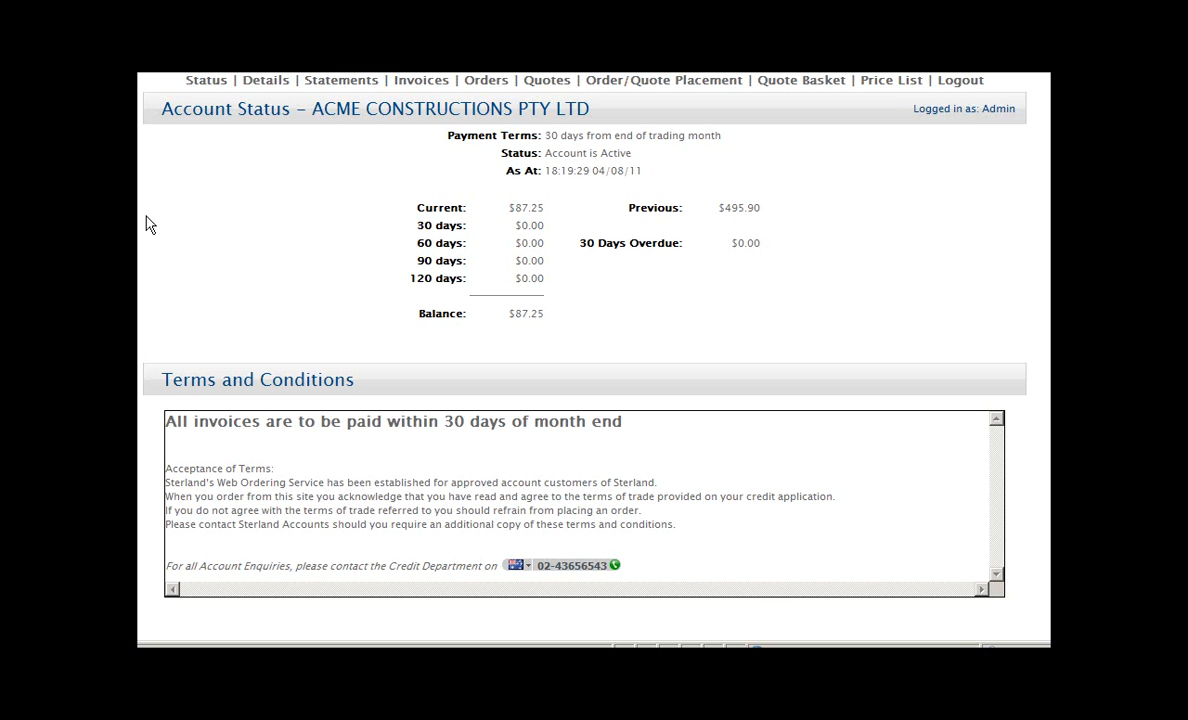 Status | Details | Statements | Invoices | Orders | Quotes | Order/Quote Placement | Quote Basket | Price List | Logout
Account Status - ACME CONSTRUCTIONS PTY LTD
Logged in as: Admin
Payment Terms: 30 days from end of trading month
Status: Account is Active
As At: 18:19:29 04/08/11
Current: $87.25 Previous: $495.90
30 days: $0.00
60 days: $0.00 30 Days Overdue: $0.00
90 days: $0.00
120 days: $0.00
Balance: $87.25
Terms and Conditions
All invoices are to be paid within 30 days of month end
Acceptance of Terms:
Sterland's Web Ordering Service has been established for approved account customers of Sterland.
When you order from this site you acknowledge that you have read and agree to the terms of trade provided on your credit application.
If you do not agree with the terms of trade referred to you should refrain from placing an order.
Please contact Sterland Accounts should you require an additional copy of these terms and conditions.
For all Account Enquiries, please contact the Credit Department on 02-43656543